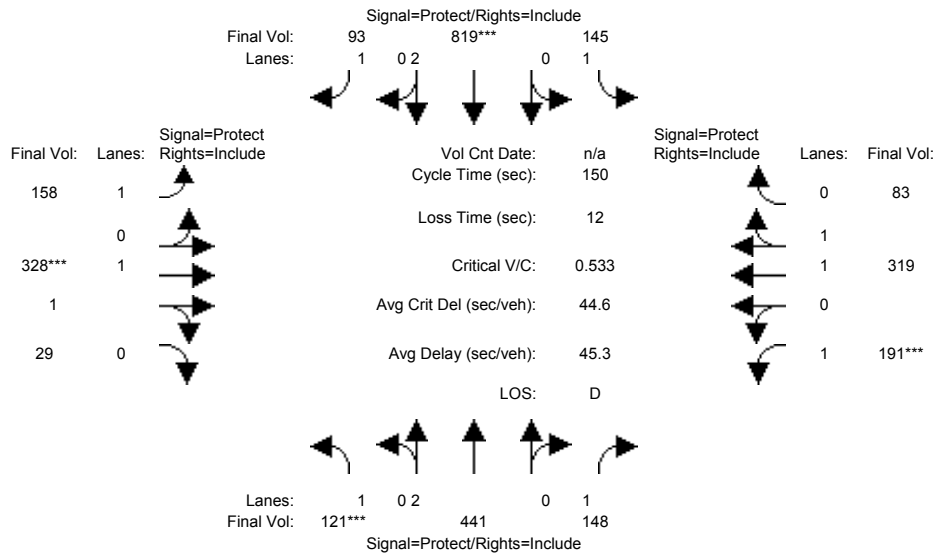 Signal=Protect/Rights=Include
Final Vol: 93 819*** 145
Lanes: 1 0 2 0 1
Signal=Protect
Final Vol: Lanes: Rights=Include
Vol Cnt Date: n/a
Signal=Protect
Rights=Include Lanes: Final Vol:
Cycle Time (sec): 150
158 1
0 83
Loss Time (sec): 12
0
1
328*** 1
Critical V/C: 0.533
1 319
1
Avg Crit Del (sec/veh): 44.6
0
29 0
Avg Delay (sec/veh): 45.3
1 191***
LOS: D
Lanes: 1 0 2 0 1
Final Vol: 121*** 441 148
Signal=Protect/Rights=Include